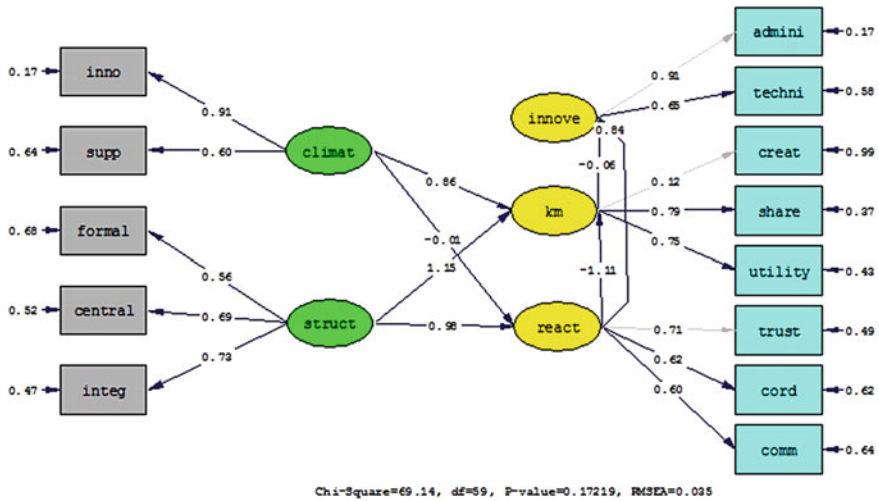 admini
0.17
0.17
inno
0.91
techni
0.58
0.91
0.65
innove
0.84
creat
0.99
0.64
supp
0.60
climat
-0.06
0.12
0.86
share
0.37
km
0.79
0.68
formal
-0.01
0.75
utility
0.43
1.15
-1.11
0.56
trust
0.49
0.52
central
0.69
struct
0.98
react
0.71
0.62
0.73
0.60
cord
0.62
0.47
integ
comm
0.64
Chi-Square=69.14, df=59, P-value=0.17219, RMSEA=0.035